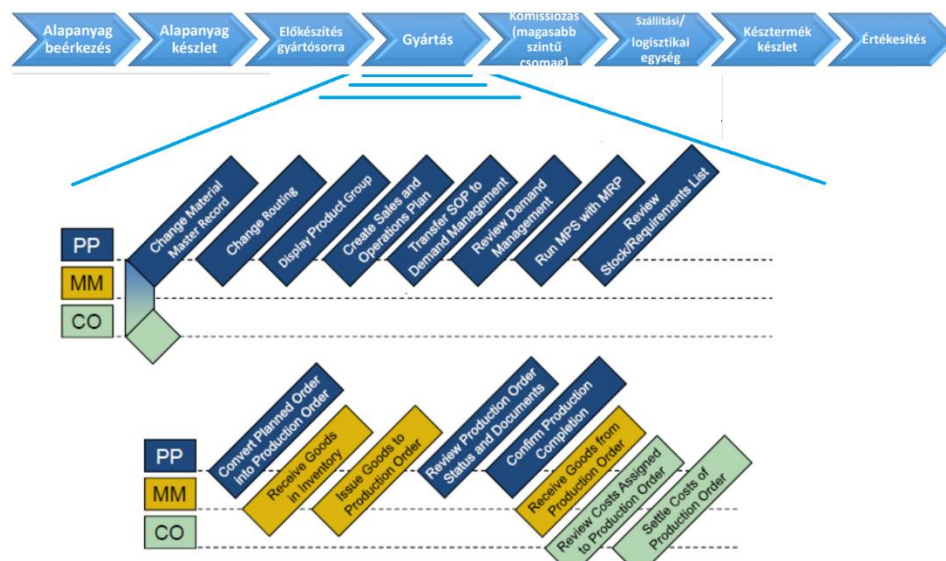 Alapanyag
beérkezés
Alapanyag
készlet
Előkészítés
gyártósorra
Gyártás
Komissiózás
(magasabb
szintű
csomag)
Szállítási/
logisztikai
egység
Késztermék
készlet
Értékesítés
Change Material
Master Record
Change Routing
Display Product Group
Create Sales and
Operations Plan
Transfer SOP to
Demand Management
Review Demand
Management
Run MPS with MRP
Review
Stock/Requirements List
PP
MM
CO
Convert Planned Order
into Production Order
Receive Goods
in Inventory
Issue Goods to
Production Order
Review Production Order
Status and Documents
Confirm Production
Completion
Receive Goods from
Production Order
Review Costs Assigned
to Production Order
Settle Costs of
Production Order
PP
MM
CO